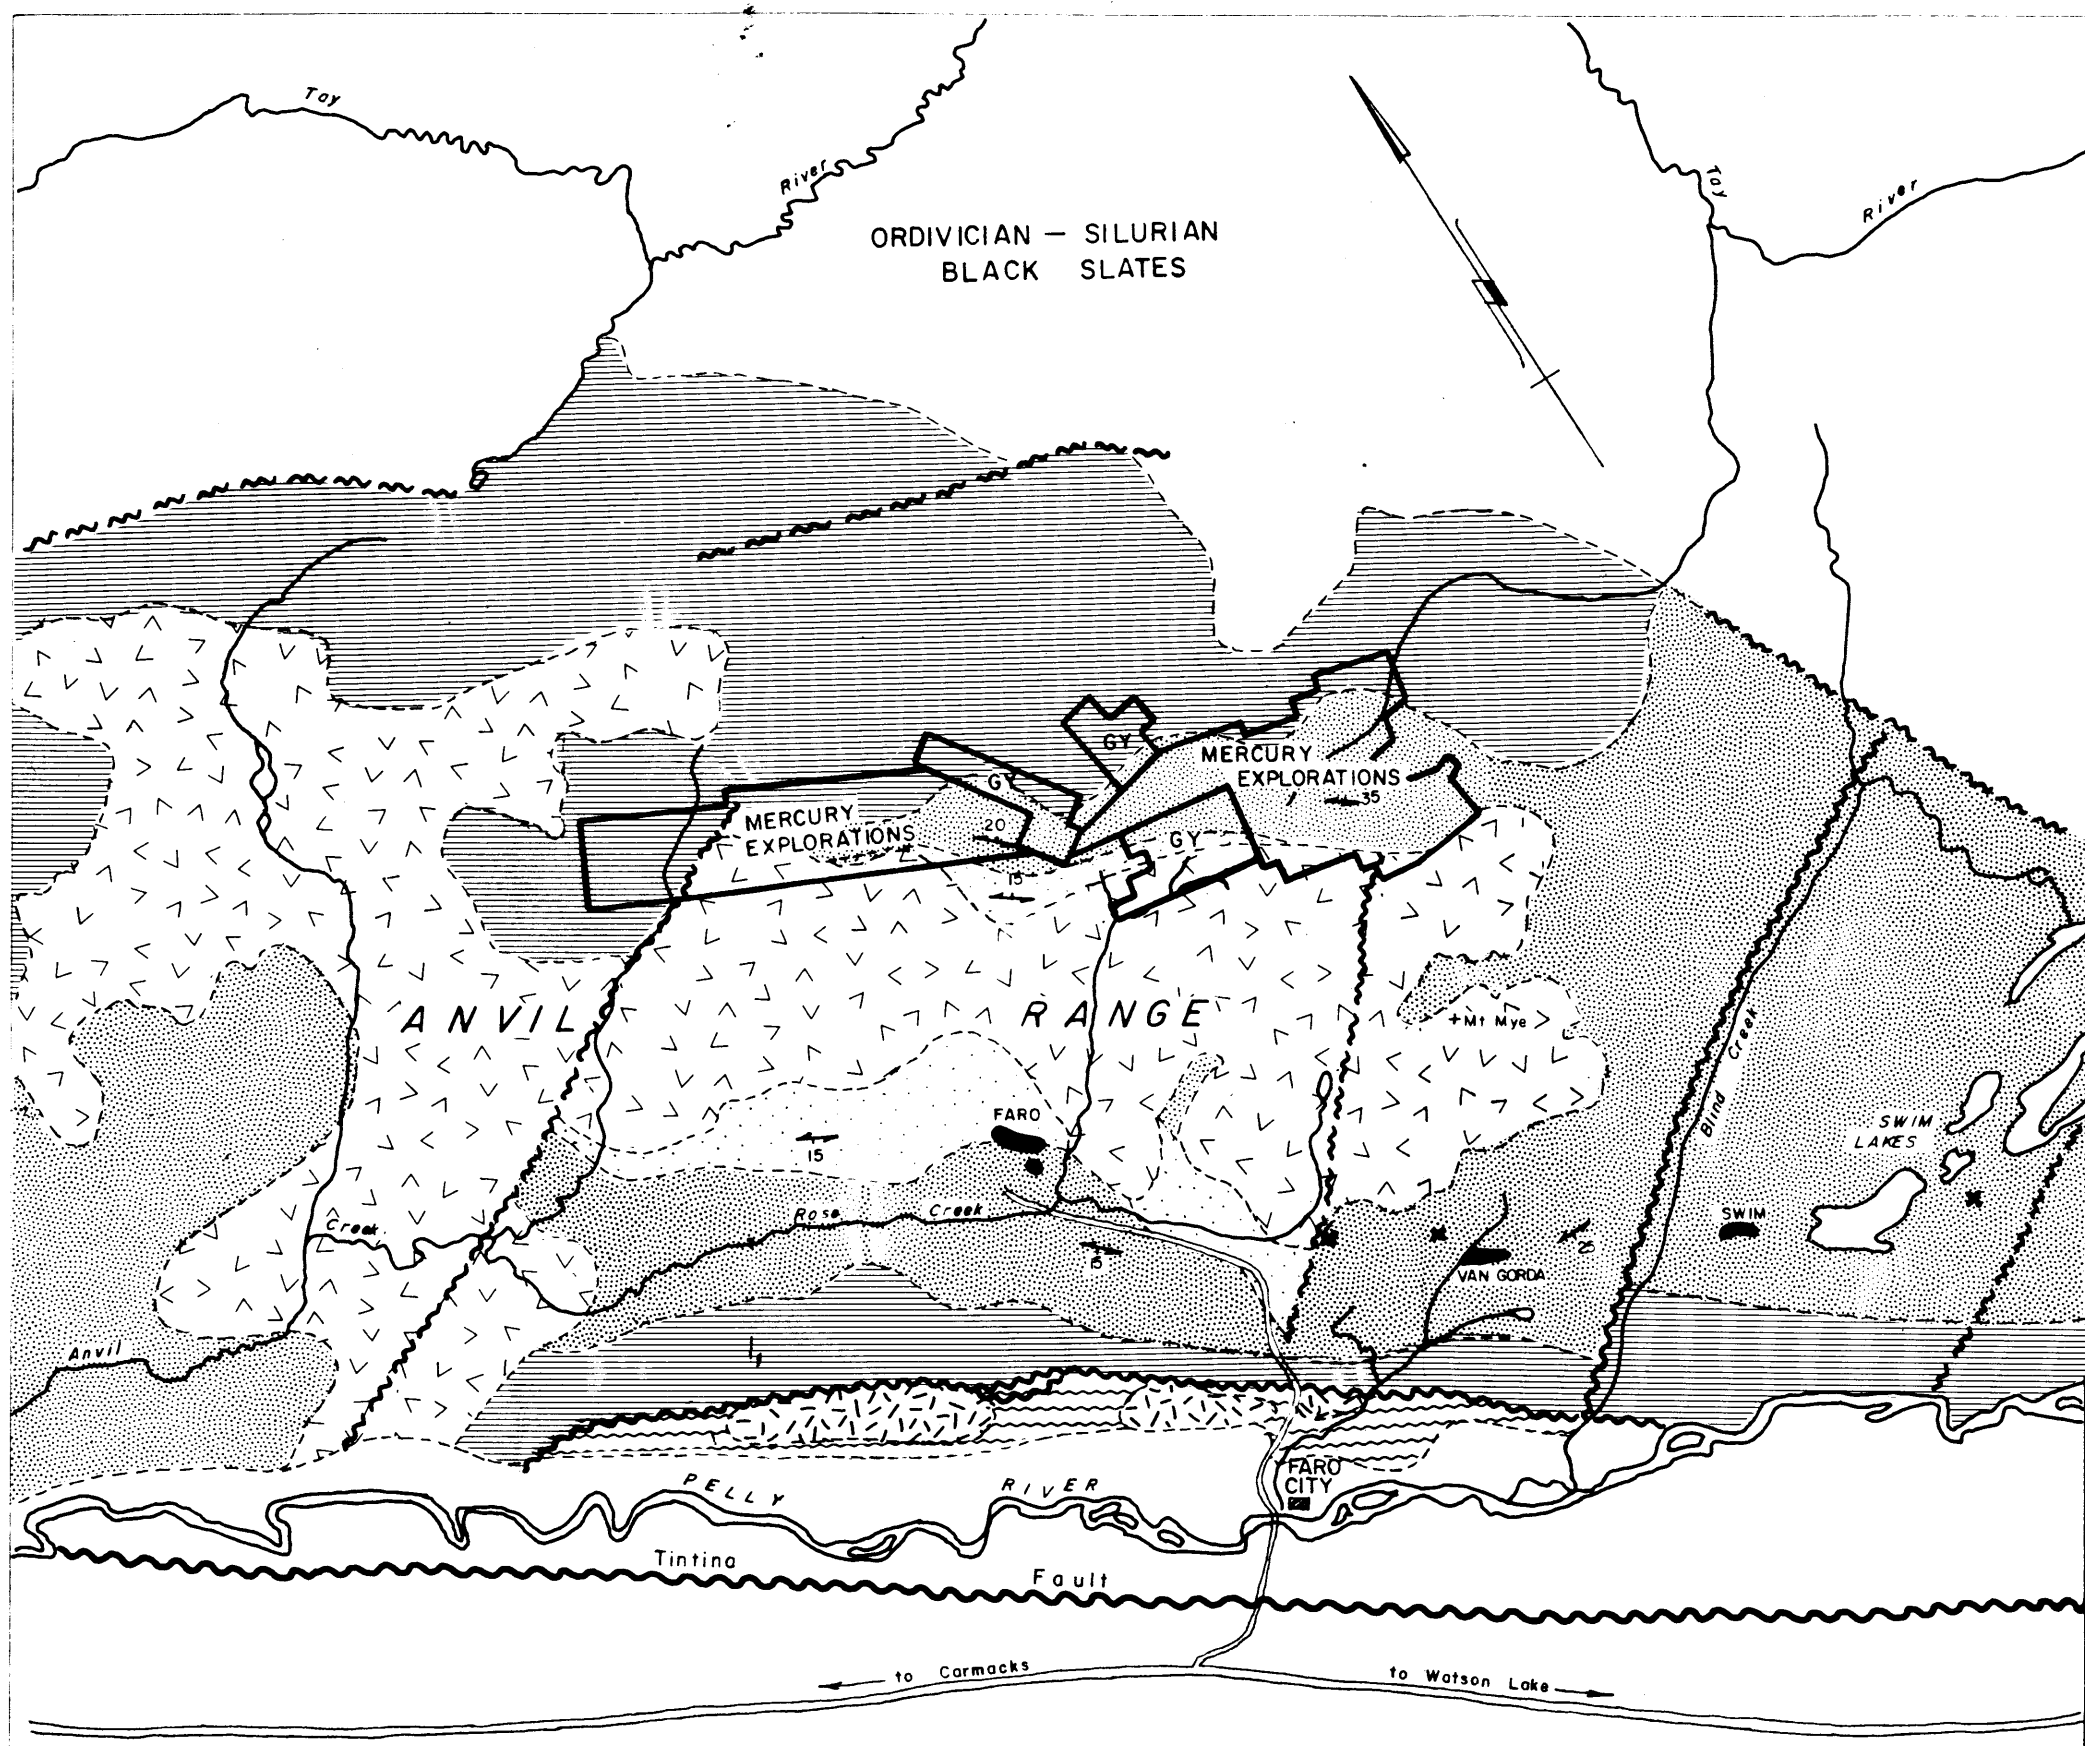 Tay
River
Tay
River
ORDIVICIAN — SILURIAN
BLACK SLATES
GY
MERCURY
EXPLORATIONS
35
GY
MERCURY
EXPLORATIONS
20
GY
15
ANVIL RANGE
+Mt Mye
Blind Creek
FARO
15
SWIM
LAKES
Rose Creek
Creek
SWIM
15
VAN GORDA
Anvil
PELLY RIVER
FARO
CITY
Tintina Fault
to Carmacks
to Watson Lake